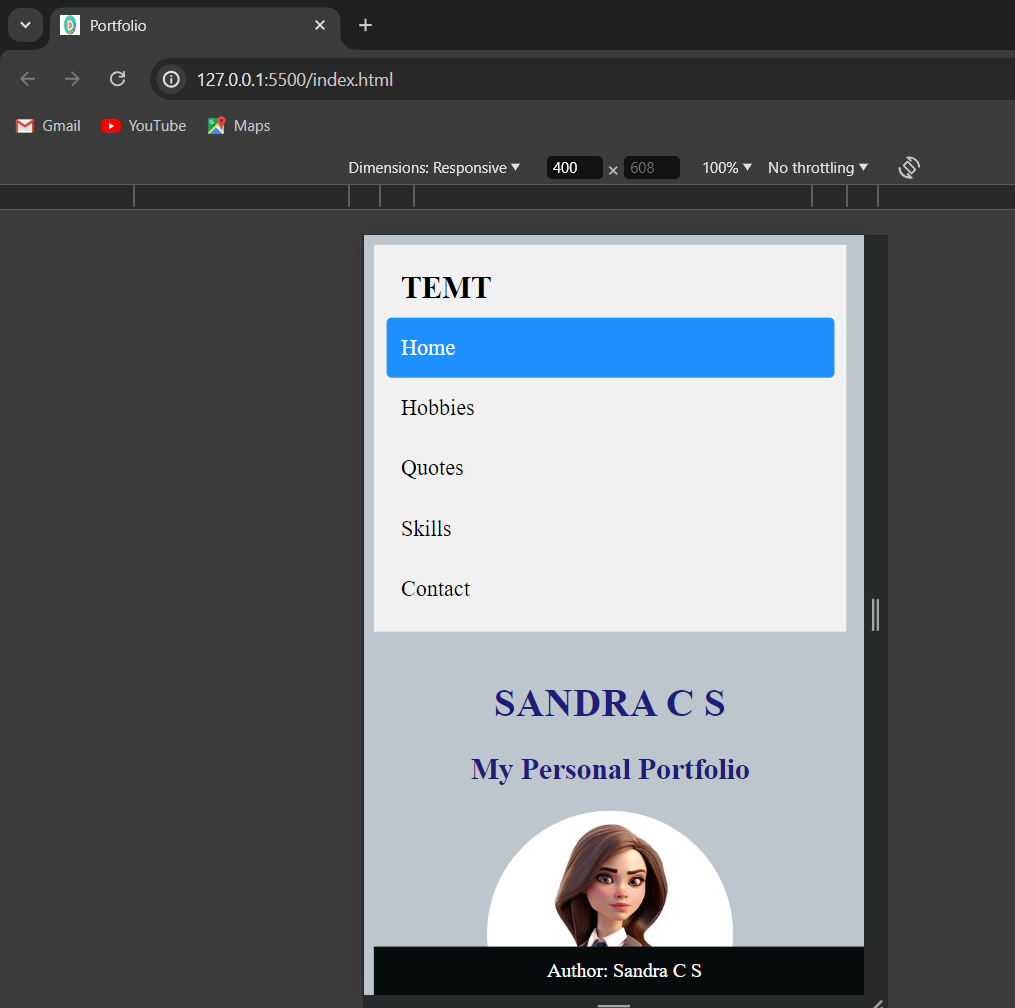 Portfolio
127.0.0.1:5500/index.html
Gmail YouTube Maps
Dimensions: Responsive 400 × 608 100% No throttling
TEMT
Home
Hobbies
Quotes
Skills
Contact
SANDRA C S
My Personal Portfolio
Author: Sandra C S